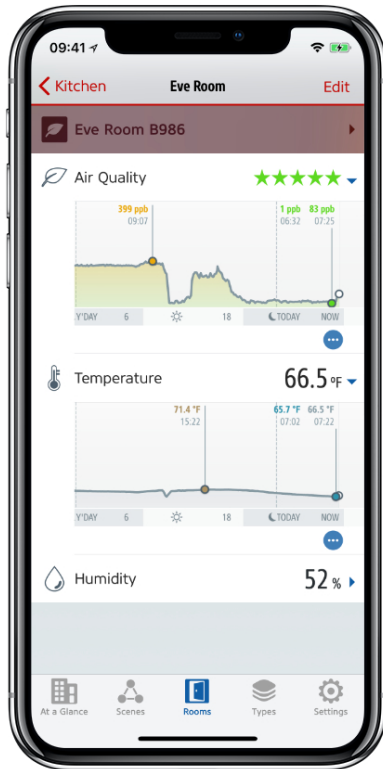 09:41
Kitchen Eve Room Edit
Eve Room B986
Air Quality
399 ppb 1 ppb 83 ppb
09:07 06:32 07:25
Y'DAY 6 18 TODAY NOW
Temperature 66.5 °F
71.4 °F 65.7 °F 66.5 °F
15:22 07:02 07:22
Y'DAY 6 18 TODAY NOW
Humidity 52 %
At a Glance Scenes Rooms Types Settings